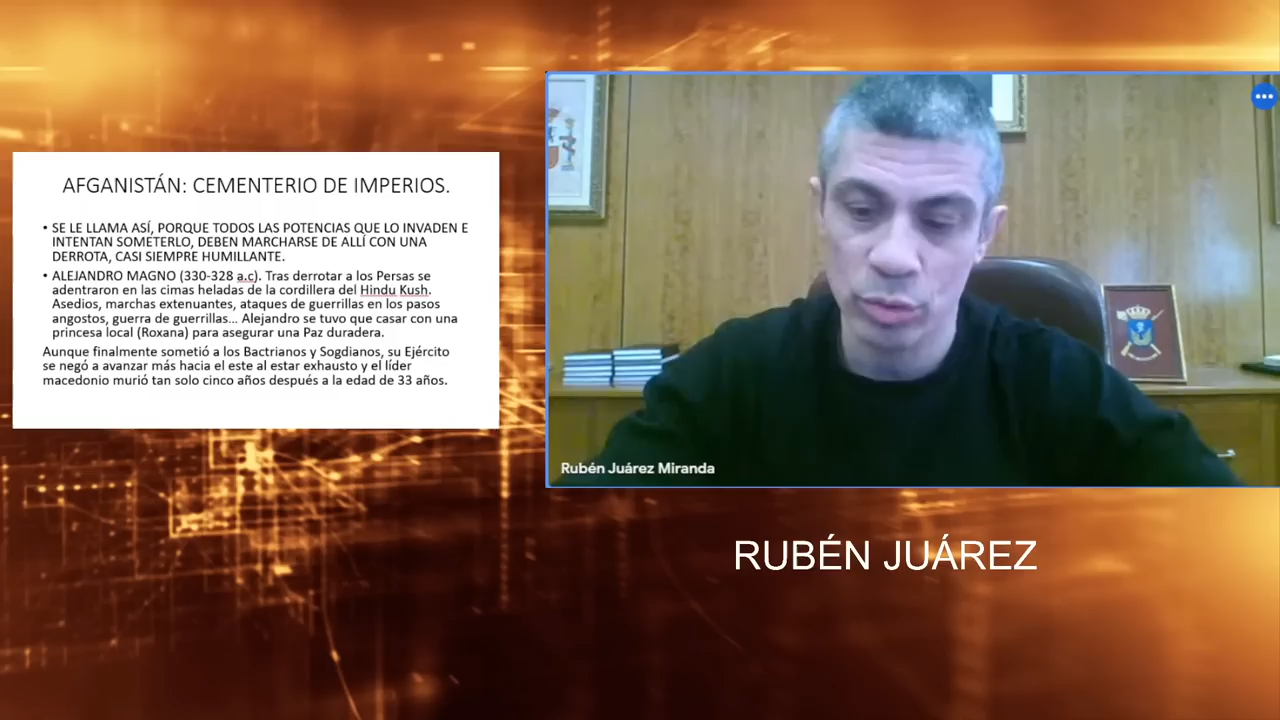 AFGANISTÁN: CEMENTERIO DE IMPERIOS.
• SE LE LLAMA ASÍ, PORQUE TODOS LAS POTENCIAS QUE LO INVADEN E
INTENTAN SOMETERLO, DEBEN MARCHARSE DE ALLÍ CON UNA
DERROTA, CASI SIEMPRE HUMILLANTE.
• ALEJANDRO MAGNO (330-328 a.c). Tras derrotar a los Persas se
adentraron en las cimas heladas de la cordillera del Hindu Kush.
Asedios, marchas extenuantes, ataques de guerrillas en los pasos
angostos, guerra de guerrillas... Alejandro se tuvo que casar con una
princesa local (Roxana) para asegurar una Paz duradera.
Aunque finalmente sometió a los Bactrianos y Sogdianos, su Ejército
se negó a avanzar más hacia el este al estar exhausto y el líder
macedonio murió tan solo cinco años después a la edad de 33 años.
Rubén Juárez Miranda
RUBÉN JUÁREZ